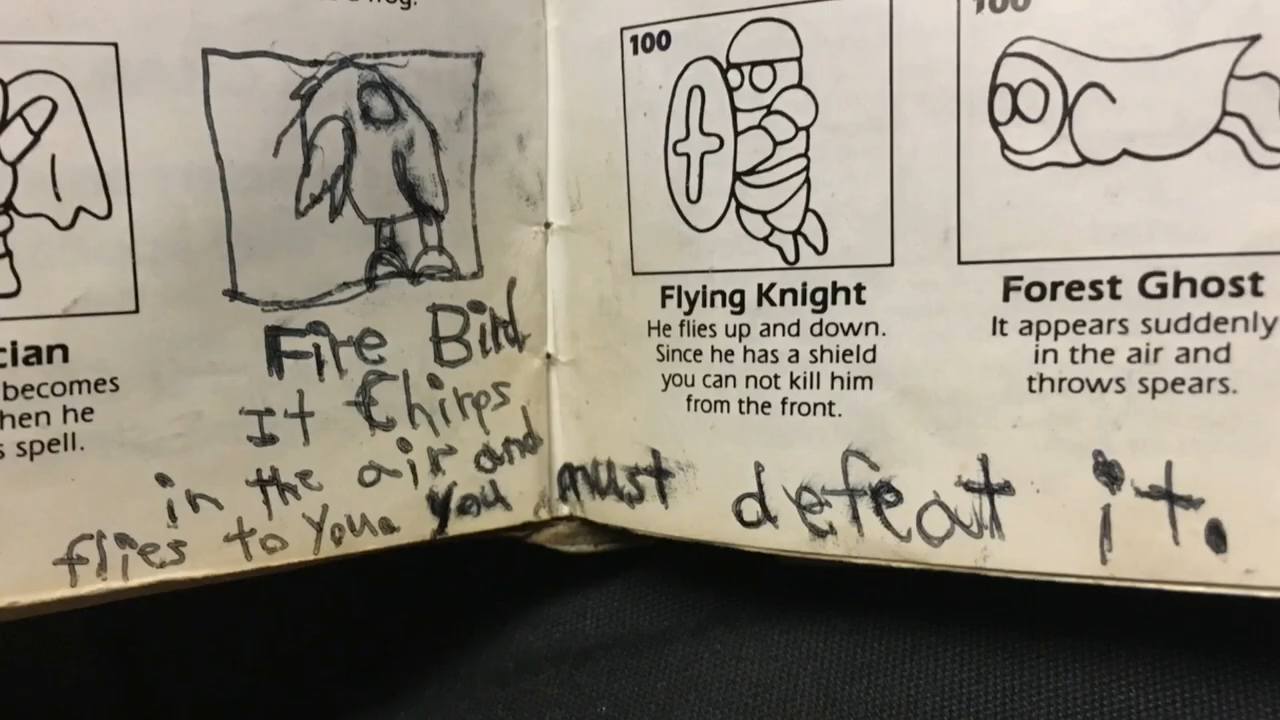 cian
becomes
hen he
s spell.
Fire Bird
It Chirps
in the air and
flies to you. you must defeat it.
100
Flying Knight
He flies up and down.
Since he has a shield
you can not kill him
from the front.
100
Forest Ghost
It appears suddenly
in the air and
throws spears.